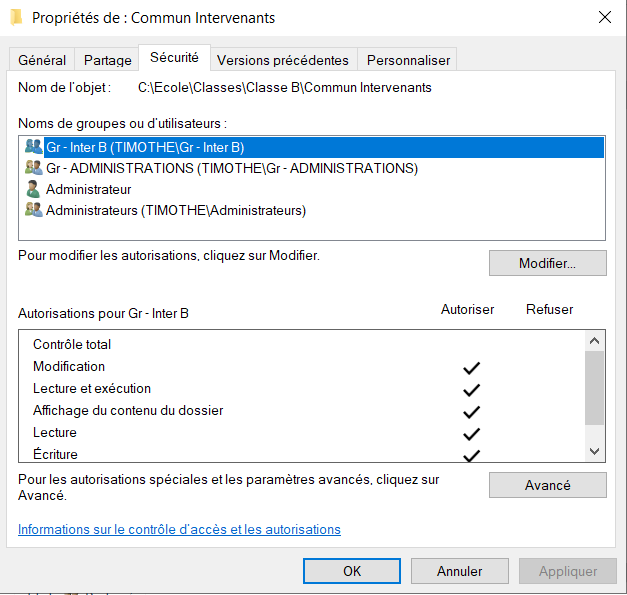 Propriétés de : Commun Intervenants
Général
Partage
Sécurité
Versions précédentes
Personnaliser
Nom de l'objet : C:\Ecole\Classes\Classe B\Commun Intervenants
Noms de groupes ou d'utilisateurs :
Gr - Inter B (TIMOTHE\Gr - Inter B)
Gr - ADMINISTRATIONS (TIMOTHE\Gr - ADMINISTRATIONS)
Administrateur
Administrateurs (TIMOTHE\Administrateurs)
Pour modifier les autorisations, cliquez sur Modifier.
Modifier...
Autorisations pour Gr - Inter B
Autoriser
Refuser
Contrôle total
Modification
Lecture et exécution
Affichage du contenu du dossier
Lecture
Écriture
Pour les autorisations spéciales et les paramètres avancés, cliquez sur
Avancé.
Avancé
Informations sur le contrôle d'accès et les autorisations
OK
Annuler
Appliquer